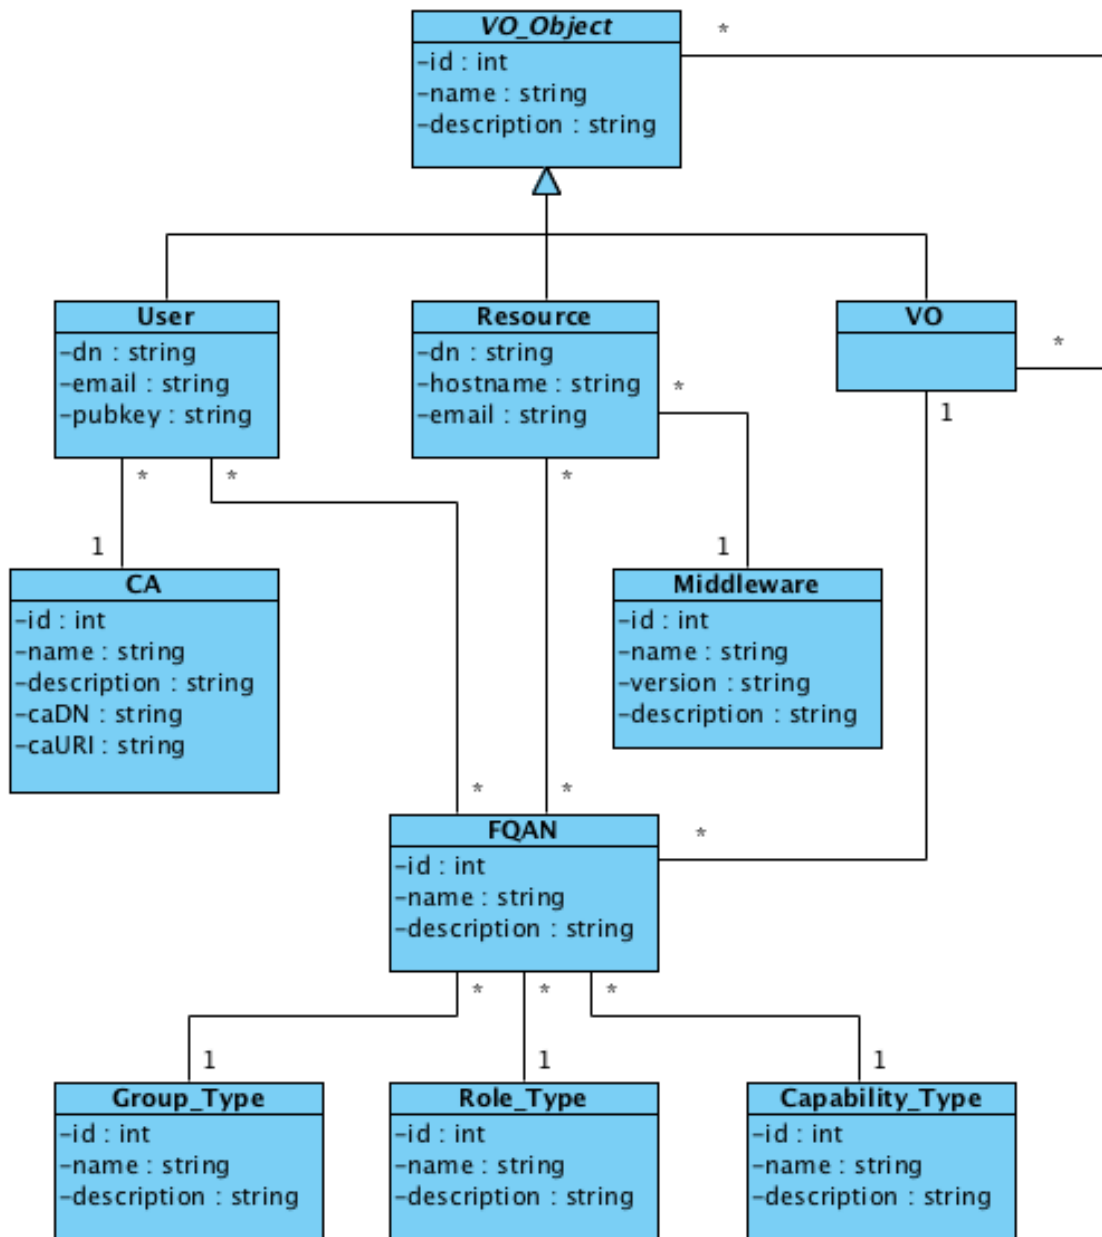 VO_Object
*
-id : int
-name : string
-description : string
User
-dn : string
-email : string
-pubkey : string
Resource
-dn : string
-hostname : string
-email : string
VO
*
*
1
*
*
*
1
1
CA
-id : int
-name : string
-description : string
-caDN : string
-caURI : string
Middleware
-id : int
-name : string
-version : string
-description : string
*
*
*
FQAN
-id : int
-name : string
-description : string
*
*
*
1
1
1
Group_Type
-id : int
-name : string
-description : string
Role_Type
-id : int
-name : string
-description : string
Capability_Type
-id : int
-name : string
-description : string